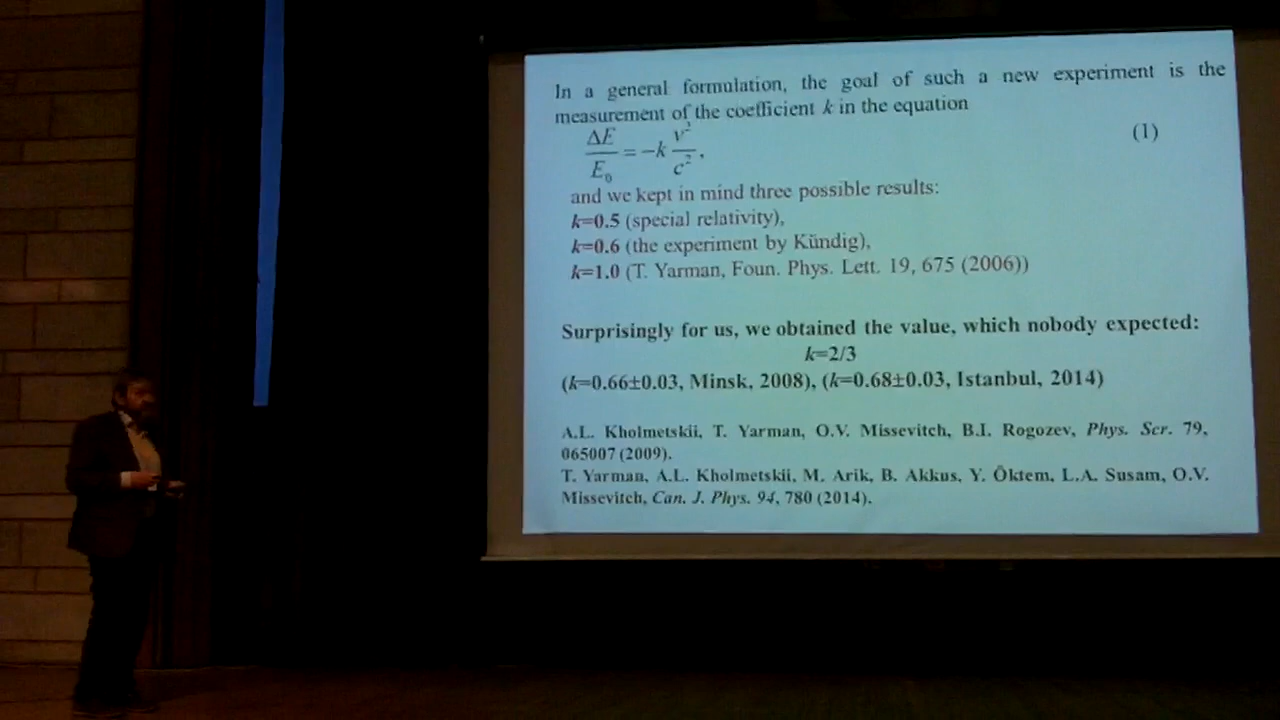 In a general formulation, the goal of such a new experiment is the
measurement of the coefficient k in the equation
ΔE/E₀ = −k v²/c², (1)
and we kept in mind three possible results:
k=0.5 (special relativity),
k=0.6 (the experiment by Kündig),
k=1.0 (T. Yarman, Foun. Phys. Lett. 19, 675 (2006))
Surprisingly for us, we obtained the value, which nobody expected:
k=2/3
(k=0.66±0.03, Minsk, 2008), (k=0.68±0.03, Istanbul, 2014)
A.L. Kholmetskii, T. Yarman, O.V. Missevitch, B.I. Rogozev, Phys. Scr. 79,
065007 (2009).
T. Yarman, A.L. Kholmetskii, M. Arik, B. Akkus, Y. Öktem, L.A. Susam, O.V.
Missevitch, Can. J. Phys. 94, 780 (2014).